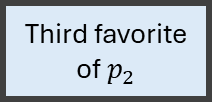 Third favorite
of p₂